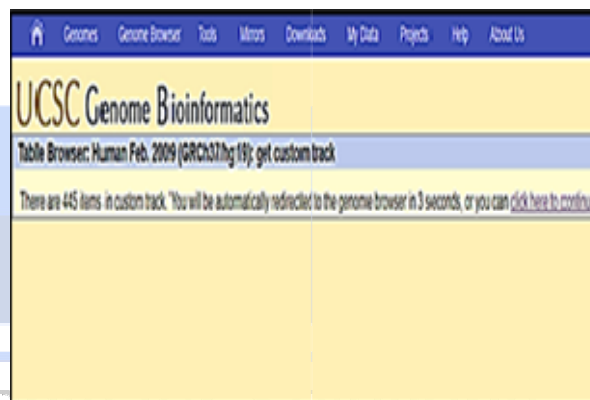 Genomes Genome Browser Tools Mirrors Downloads My Data Projects Help About Us
UCSC Genome Bioinformatics
Table Browser: Human Feb. 2009 (GRCh37/hg19): get custom track
There are 445 items in custom track. You will be automatically redirected to the genome browser in 3 seconds, or you can click here to continu